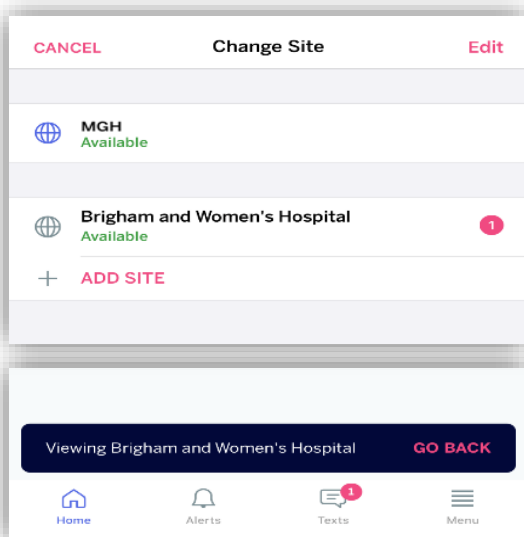 CANCEL Change Site Edit
MGH
Available
Brigham and Women's Hospital 1
Available
+ ADD SITE
Viewing Brigham and Women's Hospital GO BACK
1
Home Alerts Texts Menu